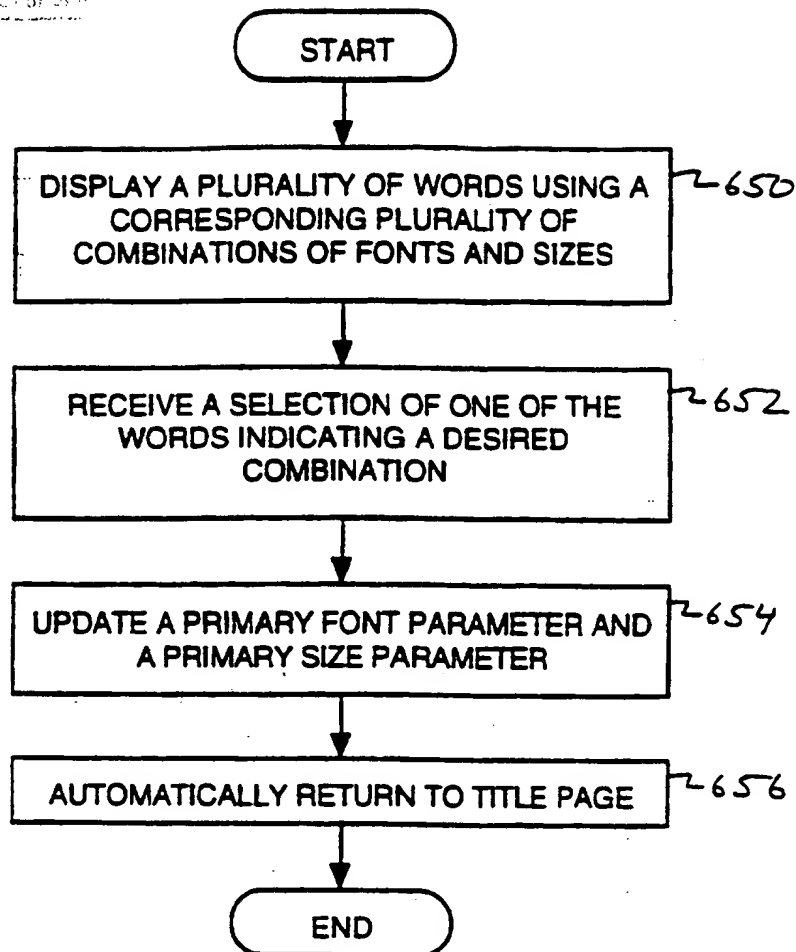 START
DISPLAY A PLURALITY OF WORDS USING A
CORRESPONDING PLURALITY OF
COMBINATIONS OF FONTS AND SIZES
650
RECEIVE A SELECTION OF ONE OF THE
WORDS INDICATING A DESIRED
COMBINATION
652
UPDATE A PRIMARY FONT PARAMETER AND
A PRIMARY SIZE PARAMETER
654
AUTOMATICALLY RETURN TO TITLE PAGE
656
END